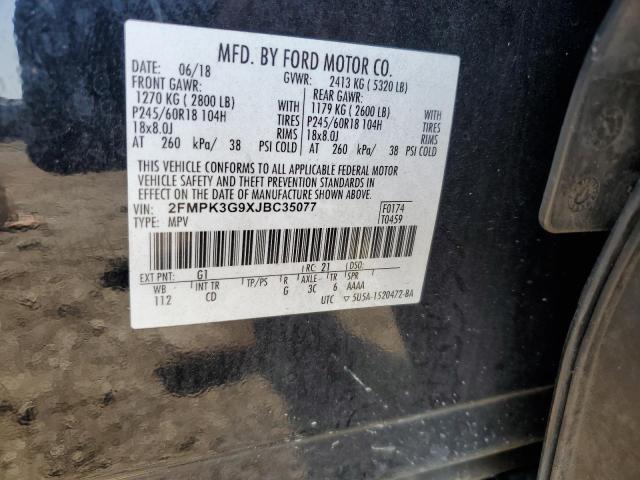 MFD. BY FORD MOTOR CO.
06/18 GVWR: 2413 KG ( 5320 LB)
FRONT GAWR: REAR GAWR:
1270 KG ( 2800 LB) WITH 1179 KG ( 2600 LB) WITH
P245/60R18 104H TIRES P245/60R18 104H TIRES
18x8.0J RIMS 18x8.0J RIMS
AT 260 kPa/ 38 PSI COLD AT 260 kPa/ 38 PSI COLD
THIS VEHICLE CONFORMS TO ALL APPLICABLE FEDERAL MOTOR
VEHICLE SAFETY AND THEFT PREVENTION STANDARDS IN
EFFECT ON THE DATE OF MANUFACTURE SHOWN ABOVE.
VIN: 2FMPK3G9XJBC35077 F0174
TYPE: MPV T0459
EXT PNT: G1 RC: 21 DSO:
WB INT TR TP/PS R AXLE TR SPR
112 CD G 3C 6 AAAA
UTC ▽ 5U5A-1520472-BA